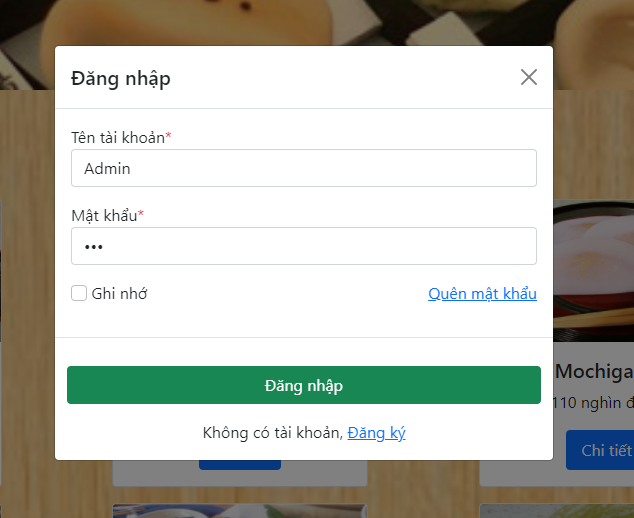 Đăng nhập
Tên tài khoản*
Admin
Mật khẩu*
•••
Ghi nhớ
Quên mật khẩu
Đăng nhập
Không có tài khoản, Đăng ký
110 nghìn
Chi tiết